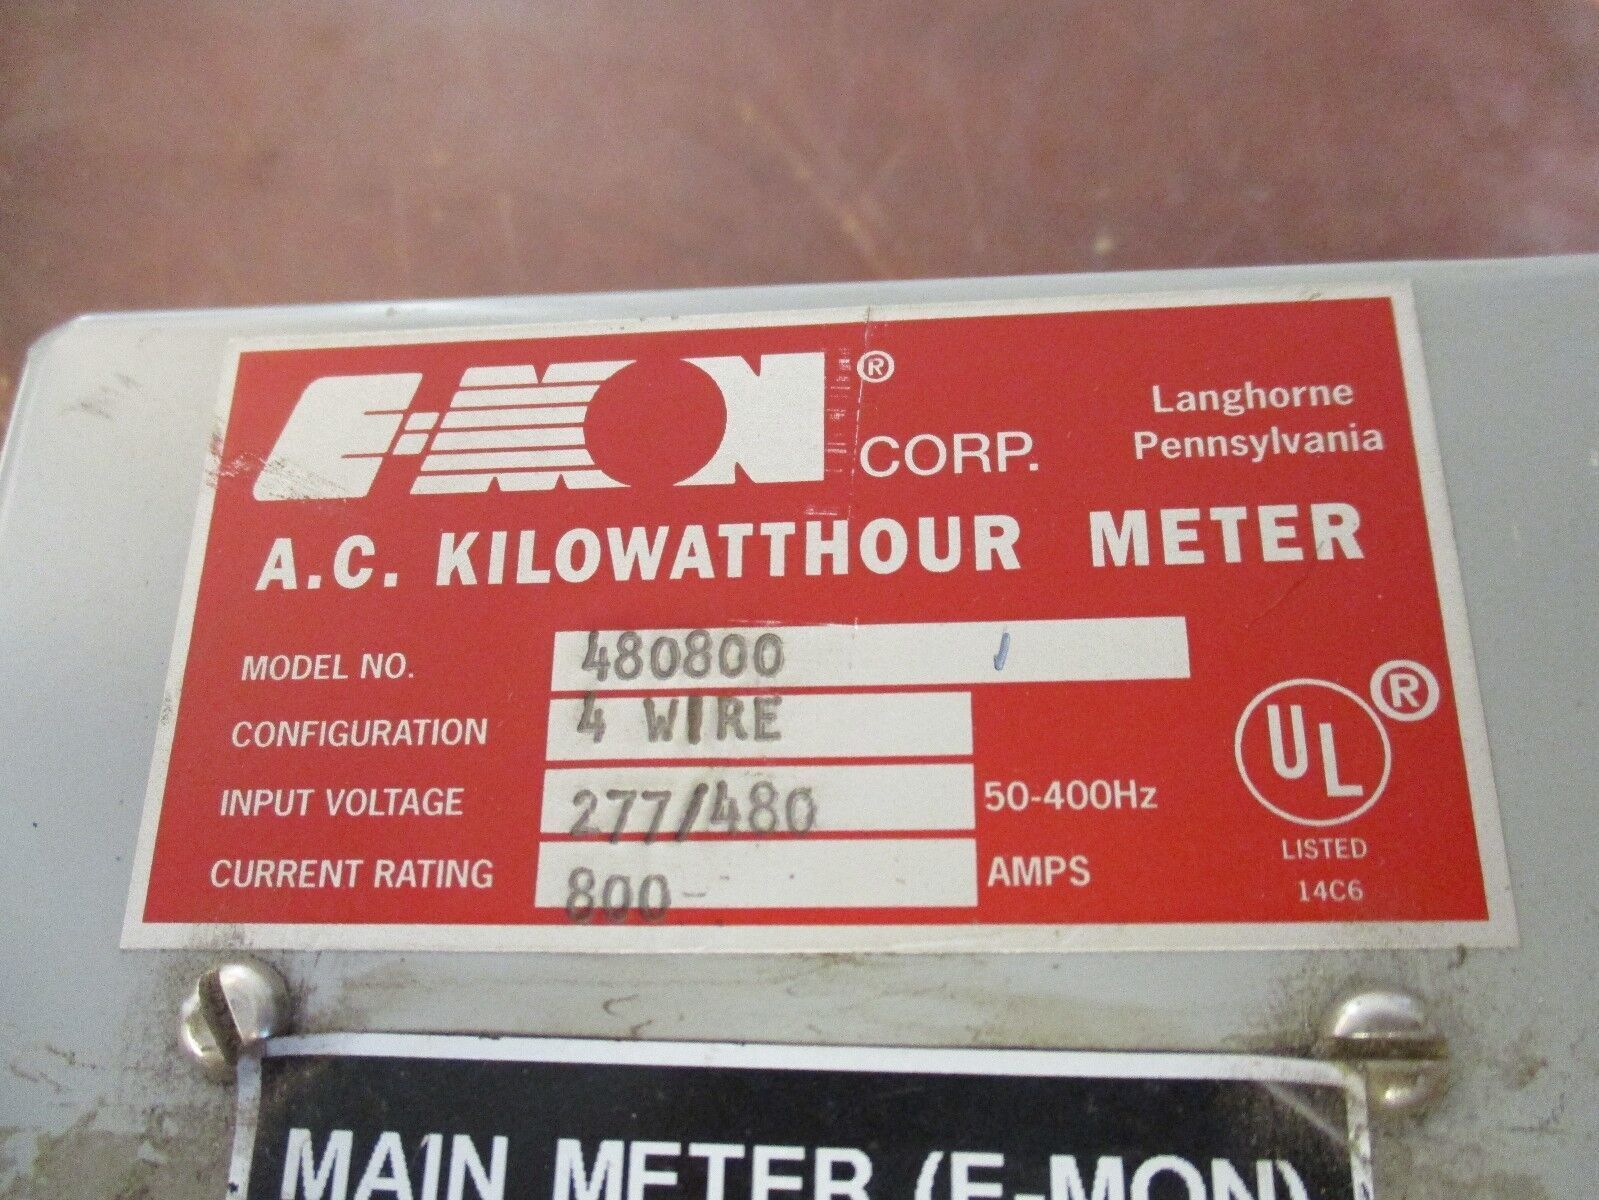 E-MON® CORP.
Langhorne
Pennsylvania
A.C. KILOWATTHOUR METER
MODEL NO. 480800
CONFIGURATION 4 WIRE
INPUT VOLTAGE 277/480 50-400Hz
CURRENT RATING 800- AMPS
UL®
LISTED
14C6
MAIN METER (E-MON)